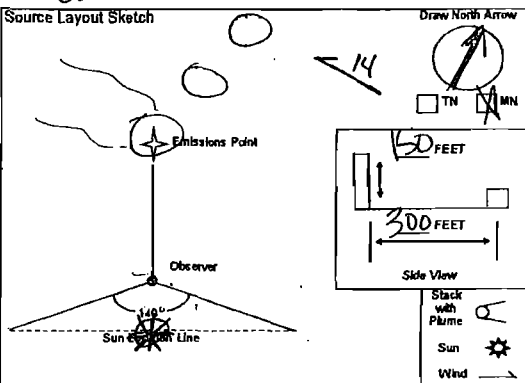 Source Layout Sketch
Draw North Arrow
14
TN MN
Emissions Point
150 FEET
300 FEET
Observer
Side View
140°
Sun Location Line
Stack
with
Plume
Sun
Wind